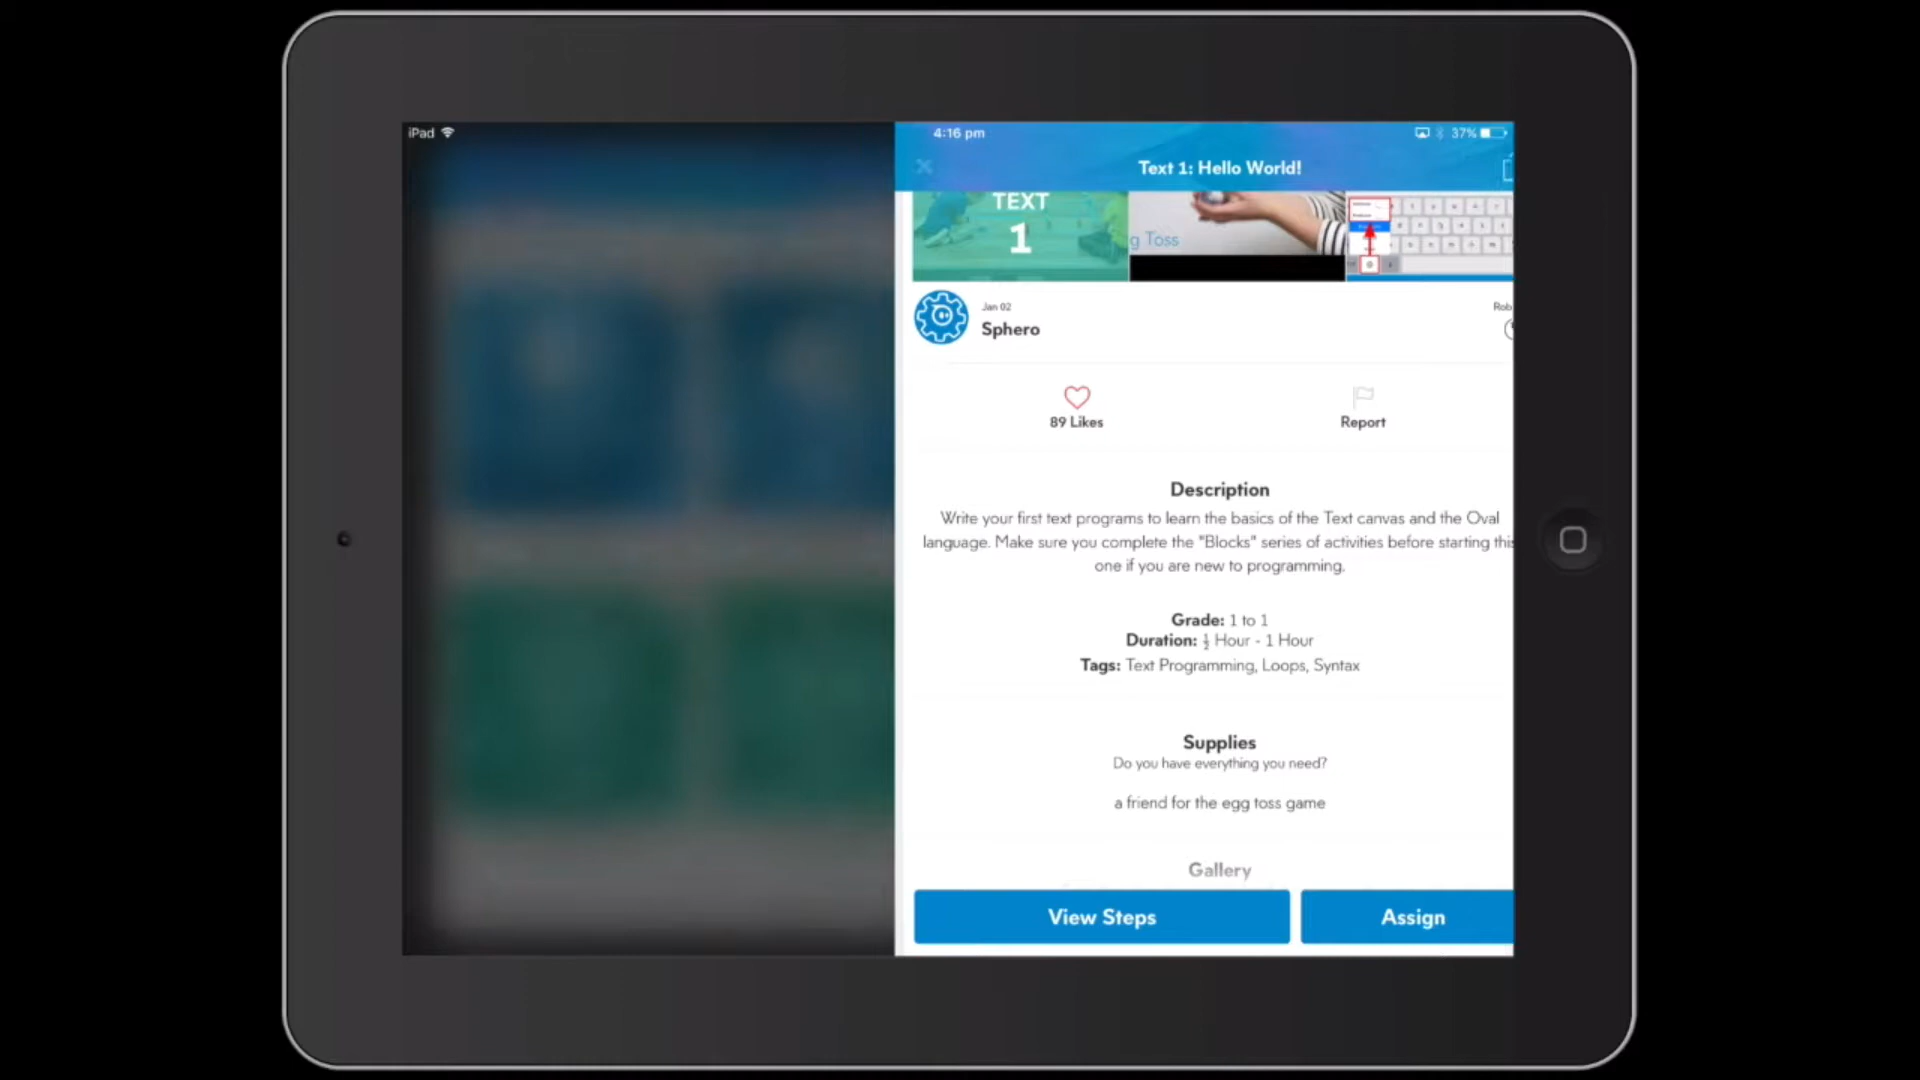 iPad
4:16 pm
37%
Text 1: Hello World!
TEXT
1
g Toss
Jan 02
Sphero
Rob
89 Likes
Report
Description
Write your first text programs to learn the basics of the Text canvas and the Oval
language. Make sure you complete the "Blocks" series of activities before starting this
one if you are new to programming.
Grade: 1 to 1
Duration: ½ Hour - 1 Hour
Tags: Text Programming, Loops, Syntax
Supplies
Do you have everything you need?
a friend for the egg toss game
Gallery
View Steps
Assign